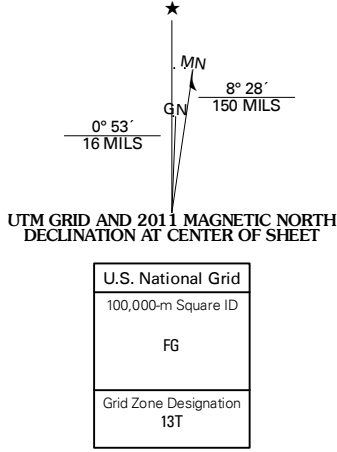 ★
MN
8° 28´
150 MILS
GN
0° 53´
16 MILS
UTM GRID AND 2011 MAGNETIC NORTH
DECLINATION AT CENTER OF SHEET
U.S. National Grid
100,000-m Square ID
FG
Grid Zone Designation
13T